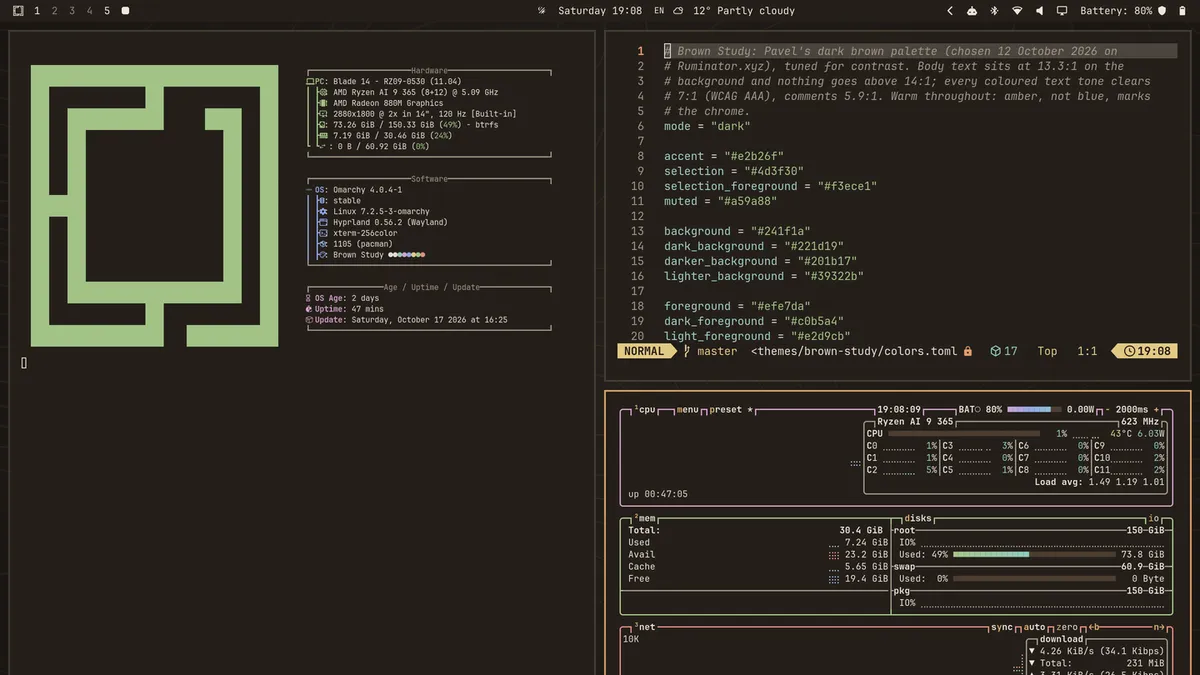 1 2 3 4 5
Saturday 19:08 EN 12° Partly cloudy
Battery: 80%
Hardware
PC: Blade 14 - RZ09-0530 (11.04)
AMD Ryzen AI 9 365 (8+12) @ 5.09 GHz
AMD Radeon 880M Graphics
2880x1800 @ 2x in 14", 120 Hz [Built-in]
: 73.26 GiB / 150.33 GiB (49%) - btrfs
: 7.19 GiB / 30.46 GiB (24%)
: 0 B / 60.92 GiB (0%)
Software
OS: Omarchy 4.0.4-1
: stable
Linux 7.2.5-3-omarchy
Hyprland 0.56.2 (Wayland)
xterm-256color
1105 (pacman)
Brown Study
Age / Uptime / Update
OS Age: 2 days
Uptime: 47 mins
Update: Saturday, October 17 2026 at 16:25
1 # Brown Study: Pavel's dark brown palette (chosen 12 October 2026 on
2 # Ruminator.xyz), tuned for contrast. Body text sits at 13.3:1 on the
3 # background and nothing goes above 14:1; every coloured text tone clears
4 # 7:1 (WCAG AAA), comments 5.9:1. Warm throughout: amber, not blue, marks
5 # the chrome.
6 mode = "dark"
7
8 accent = "#e2b26f"
9 selection = "#4d3f30"
10 selection_foreground = "#f3ece1"
11 muted = "#a59a88"
12
13 background = "#241f1a"
14 dark_background = "#221d19"
15 darker_background = "#201b17"
16 lighter_background = "#39322b"
17
18 foreground = "#efe7da"
19 dark_foreground = "#c0b5a4"
20 light_foreground = "#e2d9cb"
NORMAL master <themes/brown-study/colors.toml 17 Top 1:1 19:08
1cpu menu preset * 19:08:09 BAT 80% 0.00W - 2000ms +
Ryzen AI 9 365 623 MHz
CPU 1% 43°C 6.03W
C0 1% C3 3% C6 0% C9 0%
C1 1% C4 0% C7 0% C10 2%
C2 5% C5 1% C8 0% C11 2%
Load avg: 1.49 1.19 1.01
up 00:47:05
2mem disks io
Total: 30.4 GiB root 150 GiB
Used 7.24 GiB IO%
Avail 23.2 GiB Used: 49% 73.8 GiB
Cache 5.65 GiB swap 60.9 GiB
Free 19.4 GiB Used: 0% 0 Byte
pkg 150 GiB
IO%
3net sync auto zero <b n>
10K
download
▼ 4.26 KiB/s (34.1 Kibps)
▼ Total: 231 MiB